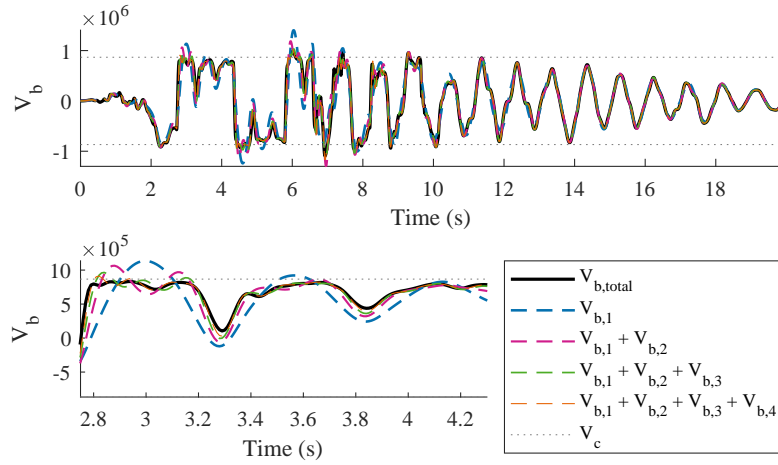 ×10^6
1
0
-1
V_b
0 2 4 6 8 10 12 14 16 18
Time (s)
×10^5
10
5
0
-5
V_b
2.8 3 3.2 3.4 3.6 3.8 4 4.2
Time (s)
V_b,total
V_b,1
V_b,1 + V_b,2
V_b,1 + V_b,2 + V_b,3
V_b,1 + V_b,2 + V_b,3 + V_b,4
V_c